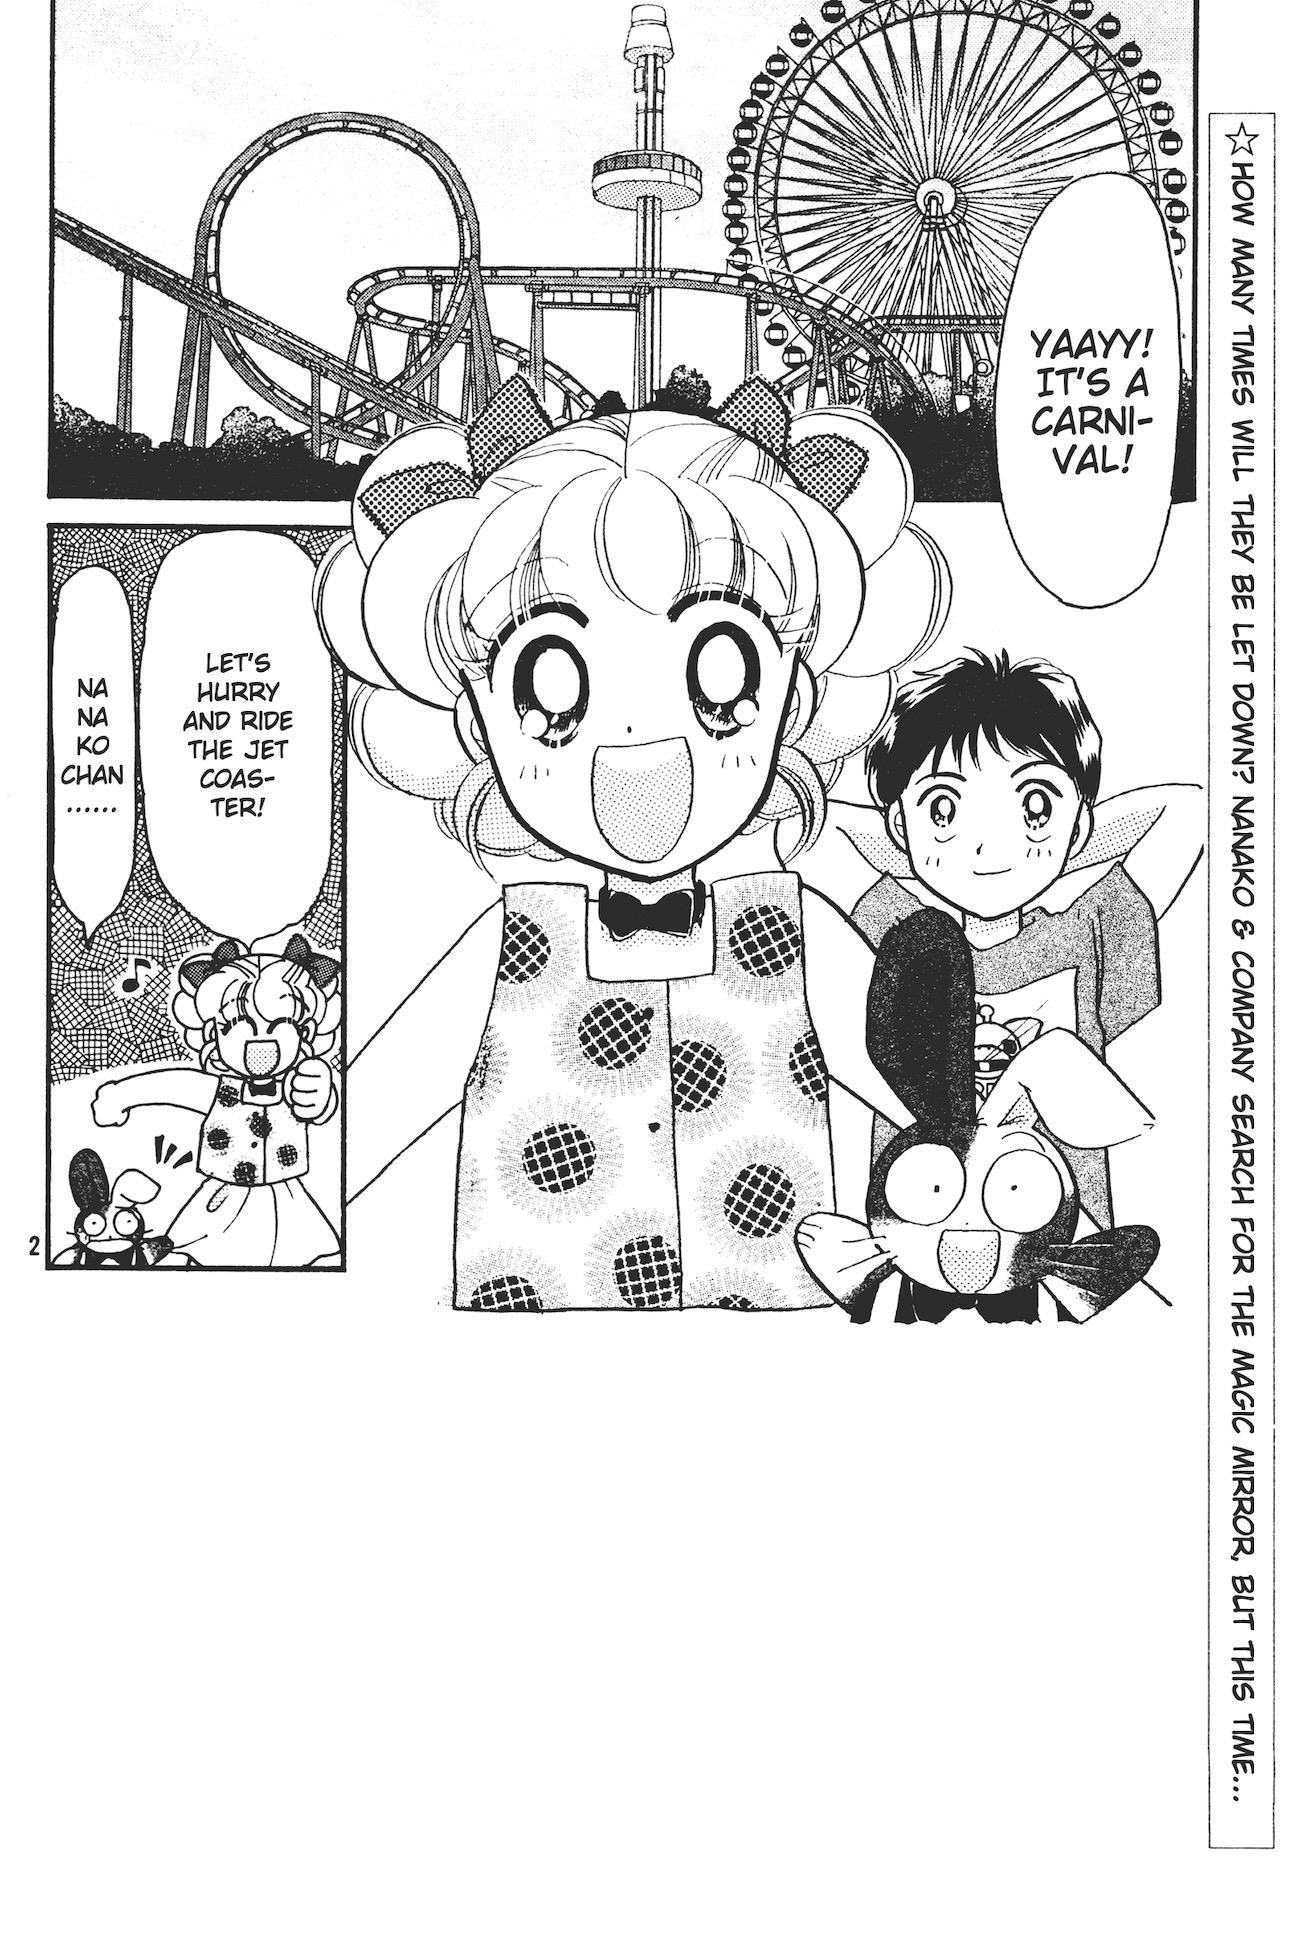 ☆HOW MANY TIMES WILL THEY BE LET DOWN? NANAKO & COMPANY SEARCH FOR THE MAGIC MIRROR, BUT THIS TIME...
YAAYY!
IT'S A
CARNI-
VAL!
LET'S
HURRY
AND RIDE
THE JET
COAS-
TER!
NA
NA
KO
CHAN
......
2